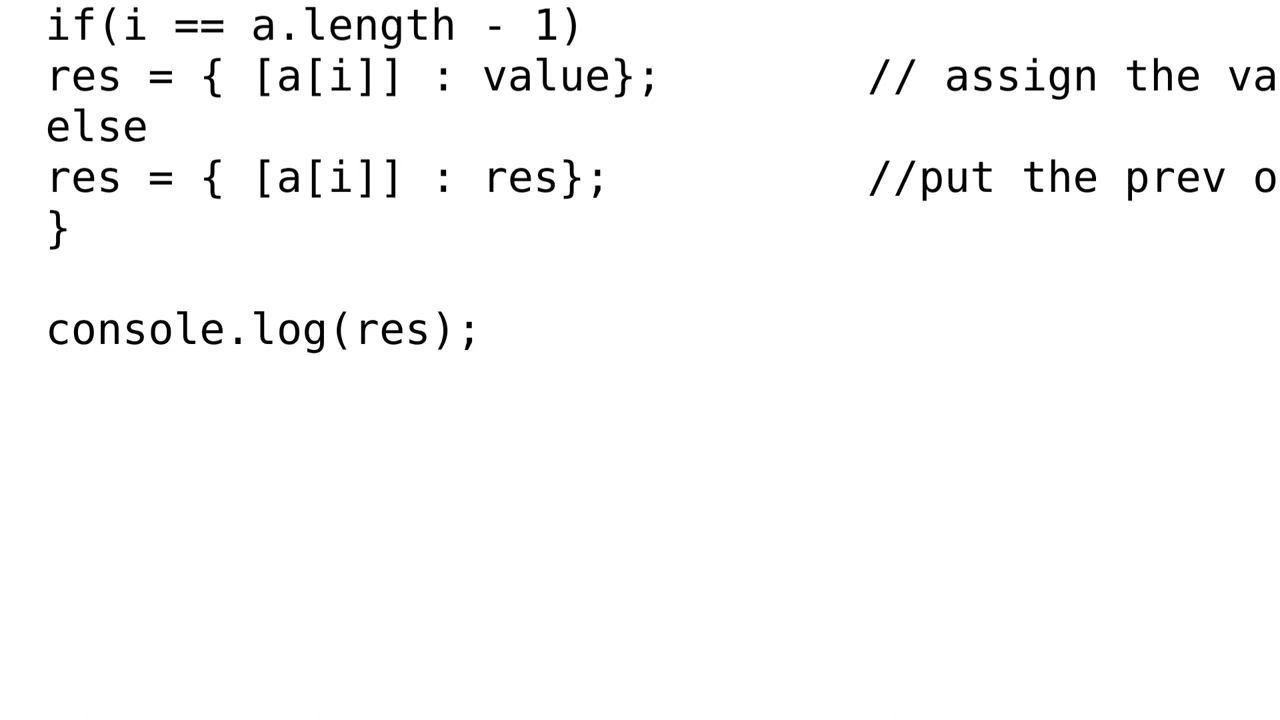 if(i == a.length - 1)
res = { [a[i]] : value}; // assign the va
else
res = { [a[i]] : res}; //put the prev o
}
console.log(res);